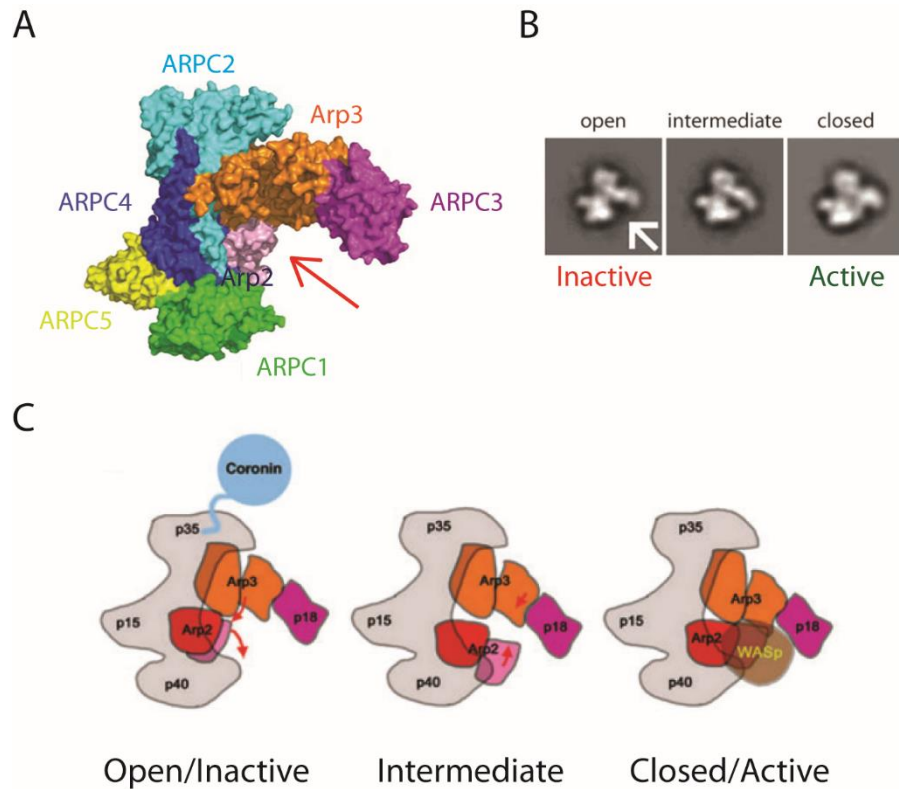 A
ARPC2
Arp3
ARPC4
ARPC3
Arp2
ARPC5
ARPC1
B
open intermediate closed
Inactive Active
C
Coronin
p35
Arp3
p15
Arp2
p18
p40
p35
Arp3
p15
Arp2
p18
p40
p35
Arp3
p15
Arp2
WASp
p18
p40
Open/Inactive Intermediate Closed/Active